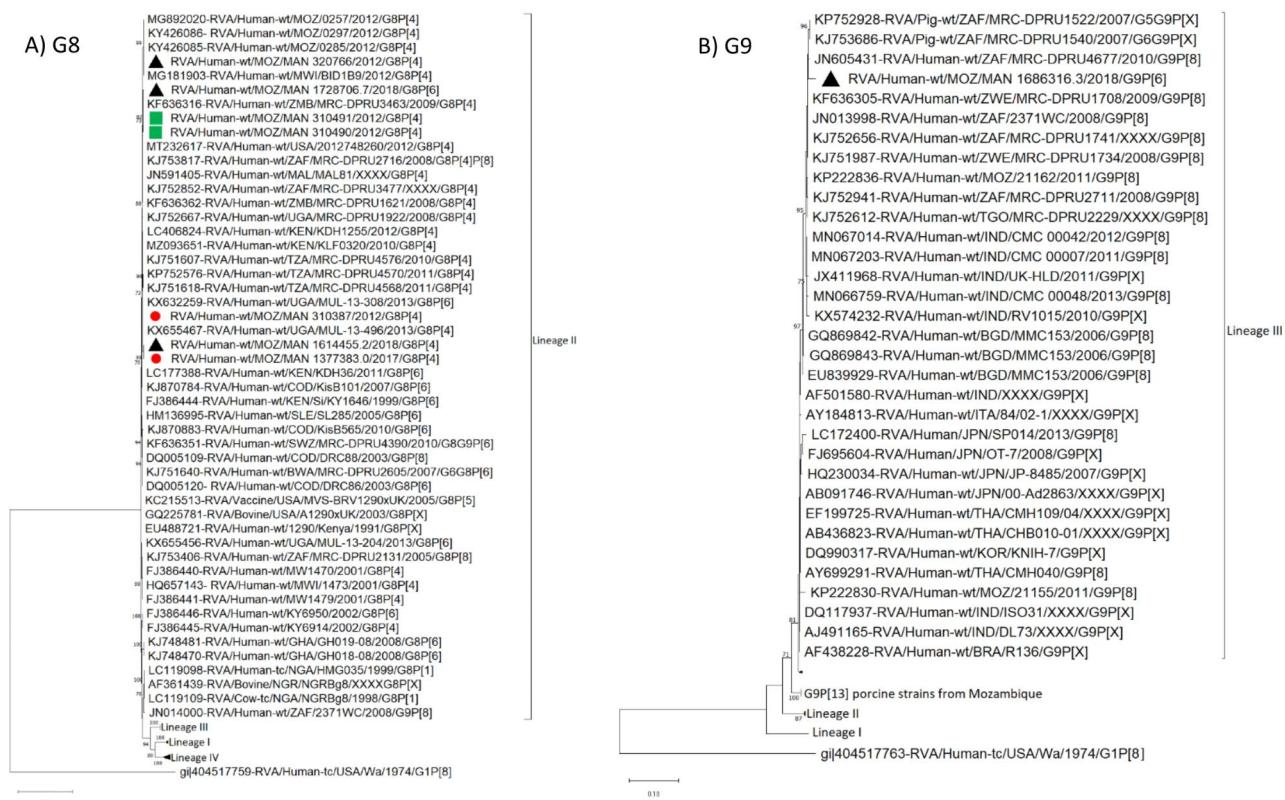 A) G8
MG892020-RVA/Human-wt/MOZ/0257/2012/G8P[4]
KY426086- RVA/Human-wt/MOZ/0297/2012/G8P[4]
KY426085-RVA/Human-wt/MOZ/0285/2012/G8P[4]
RVA/Human-wt/MOZ/MAN 320766/2012/G8P[4]
MG181903-RVA/Human-wt/MWI/BID1B9/2012/G8P[4]
RVA/Human-wt/MOZ/MAN 1728706.7/2018/G8P[6]
KF636316-RVA/Human-wt/ZMB/MRC-DPRU3463/2009/G8P[4]
RVA/Human-wt/MOZ/MAN 310491/2012/G8P[4]
RVA/Human-wt/MOZ/MAN 310490/2012/G8P[4]
MT232617-RVA/Human-wt/USA/2012748260/2012/G8P[4]
KJ753817-RVA/Human-wt/ZAF/MRC-DPRU2716/2008/G8P[4]P[8]
JN591405-RVA/Human-wt/MAL/MAL81/XXXX/G8P[4]
KJ752852-RVA/Human-wt/ZAF/MRC-DPRU3477/XXXX/G8P[4]
KF636362-RVA/Human-wt/ZMB/MRC-DPRU1621/2008/G8P[4]
KJ752667-RVA/Human-wt/UGA/MRC-DPRU1922/2008/G8P[4]
LC406824-RVA/Human-wt/KEN/KDH1255/2012/G8P[4]
MZ093651-RVA/Human-wt/KEN/KLF0320/2010/G8P[4]
KJ751607-RVA/Human-wt/TZA/MRC-DPRU4576/2010/G8P[4]
KP752576-RVA/Human-wt/TZA/MRC-DPRU4570/2011/G8P[4]
KJ751618-RVA/Human-wt/TZA/MRC-DPRU4568/2011/G8P[4]
KX632259-RVA/Human-wt/UGA/MUL-13-308/2013/G8P[6]
RVA/Human-wt/MOZ/MAN 310387/2012/G8P[4]
KX655467-RVA/Human-wt/UGA/MUL-13-496/2013/G8P[4]
RVA/Human-wt/MOZ/MAN 1614455.2/2018/G8P[4]
RVA/Human-wt/MOZ/MAN 1377383.0/2017/G8P[4]
LC177388-RVA/Human-wt/KEN/KDH36/2011/G8P[6]
KJ870784-RVA/Human-wt/COD/KisB101/2007/G8P[6]
FJ386444-RVA/Human-wt/KEN/Si/KY1646/1999/G8P[6]
HM136995-RVA/Human-wt/SLE/SL285/2005/G8P[6]
KJ870883-RVA/Human-wt/COD/KisB565/2010/G8P[6]
KF636351-RVA/Human-wt/SWZ/MRC-DPRU4390/2010/G8G9P[6]
DQ005109-RVA/Human-wt/COD/DRC88/2003/G8P[8]
KJ751640-RVA/Human-wt/BWA/MRC-DPRU2605/2007/G6G8P[6]
DQ005120- RVA/Human-wt/COD/DRC86/2003/G8P[6]
KC215513-RVA/Vaccine/USA/MVS-BRV1290xUK/2005/G8P[5]
GQ225781-RVA/Bovine/USA/A1290xUK/2003/G8P[X]
EU488721-RVA/Human-wt/1290/Kenya/1991/G8P[X]
KX655456-RVA/Human-wt/UGA/MUL-13-204/2013/G8P[6]
KJ753406-RVA/Human-wt/ZAF/MRC-DPRU2131/2005/G8P[8]
FJ386440-RVA/Human-wt/MW1470/2001/G8P[4]
HQ657143- RVA/Human-wt/MWI/1473/2001/G8P[4]
FJ386441-RVA/Human-wt/MW1479/2001/G8P[4]
FJ386446-RVA/Human-wt/KY6950/2002/G8P[6]
FJ386445-RVA/Human-wt/KY6914/2002/G8P[4]
KJ748481-RVA/Human-wt/GHA/GH019-08/2008/G8P[6]
KJ748470-RVA/Human-wt/GHA/GH018-08/2008/G8P[6]
LC119098-RVA/Human-tc/NGA/HMG035/1999/G8P[1]
AF361439-RVA/Bovine/NGR/NGRBg8/XXXXG8P[X]
LC119109-RVA/Cow-tc/NGA/NGRBg8/1998/G8P[1]
JN014000-RVA/Human-wt/ZAF/2371WC/2008/G9P[8]
Lineage II
Lineage III
Lineage I
Lineage IV
gi|404517759-RVA/Human-tc/USA/Wa/1974/G1P[8]
B) G9
KP752928-RVA/Pig-wt/ZAF/MRC-DPRU1522/2007/G5G9P[X]
KJ753686-RVA/Pig-wt/ZAF/MRC-DPRU1540/2007/G6G9P[X]
JN605431-RVA/Human-wt/ZAF/MRC-DPRU4677/2010/G9P[8]
RVA/Human-wt/MOZ/MAN 1686316.3/2018/G9P[6]
KF636305-RVA/Human-wt/ZWE/MRC-DPRU1708/2009/G9P[8]
JN013998-RVA/Human-wt/ZAF/2371WC/2008/G9P[8]
KJ752656-RVA/Human-wt/ZAF/MRC-DPRU1741/XXXX/G9P[8]
KJ751987-RVA/Human-wt/ZWE/MRC-DPRU1734/2008/G9P[8]
KP222836-RVA/Human-wt/MOZ/21162/2011/G9P[8]
KJ752941-RVA/Human-wt/ZAF/MRC-DPRU2711/2008/G9P[8]
KJ752612-RVA/Human-wt/TGO/MRC-DPRU2229/XXXX/G9P[8]
MN067014-RVA/Human-wt/IND/CMC 00042/2012/G9P[8]
MN067203-RVA/Human-wt/IND/CMC 00007/2011/G9P[8]
JX411968-RVA/Human-wt/IND/UK-HLD/2011/G9P[X]
MN066759-RVA/Human-wt/IND/CMC 00048/2013/G9P[8]
KX574232-RVA/Human-wt/IND/RV1015/2010/G9P[X]
GQ869842-RVA/Human-wt/BGD/MMC153/2006/G9P[8]
GQ869843-RVA/Human-wt/BGD/MMC153/2006/G9P[8]
EU839929-RVA/Human-wt/BGD/MMC153/2006/G9P[8]
AF501580-RVA/Human-wt/IND/XXXX/G9P[X]
AY184813-RVA/Human-wt/ITA/84/02-1/XXXX/G9P[X]
LC172400-RVA/Human/JPN/SP014/2013/G9P[8]
FJ695604-RVA/Human/JPN/OT-7/2008/G9P[X]
HQ230034-RVA/Human-wt/JPN/JP-8485/2007/G9P[X]
AB091746-RVA/Human-wt/JPN/00-Ad2863/XXXX/G9P[X]
EF199725-RVA/Human-wt/THA/CMH109/04/XXXX/G9P[X]
AB436823-RVA/Human-wt/THA/CHB010-01/XXXX/G9P[X]
DQ990317-RVA/Human-wt/KOR/KNIH-7/G9P[X]
AY699291-RVA/Human-wt/THA/CMH040/G9P[8]
KP222830-RVA/Human-wt/MOZ/21155/2011/G9P[8]
DQ117937-RVA/Human-wt/IND/ISO31/XXXX/G9P[X]
AJ491165-RVA/Human-wt/IND/DL73/XXXX/G9P[X]
AF438228-RVA/Human-wt/BRA/R136/G9P[X]
Lineage III
96
95
75
97
81
71
100
G9P[13] porcine strains from Mozambique
87
Lineage II
Lineage I
gi|404517763-RVA/Human-tc/USA/Wa/1974/G1P[8]
0.10